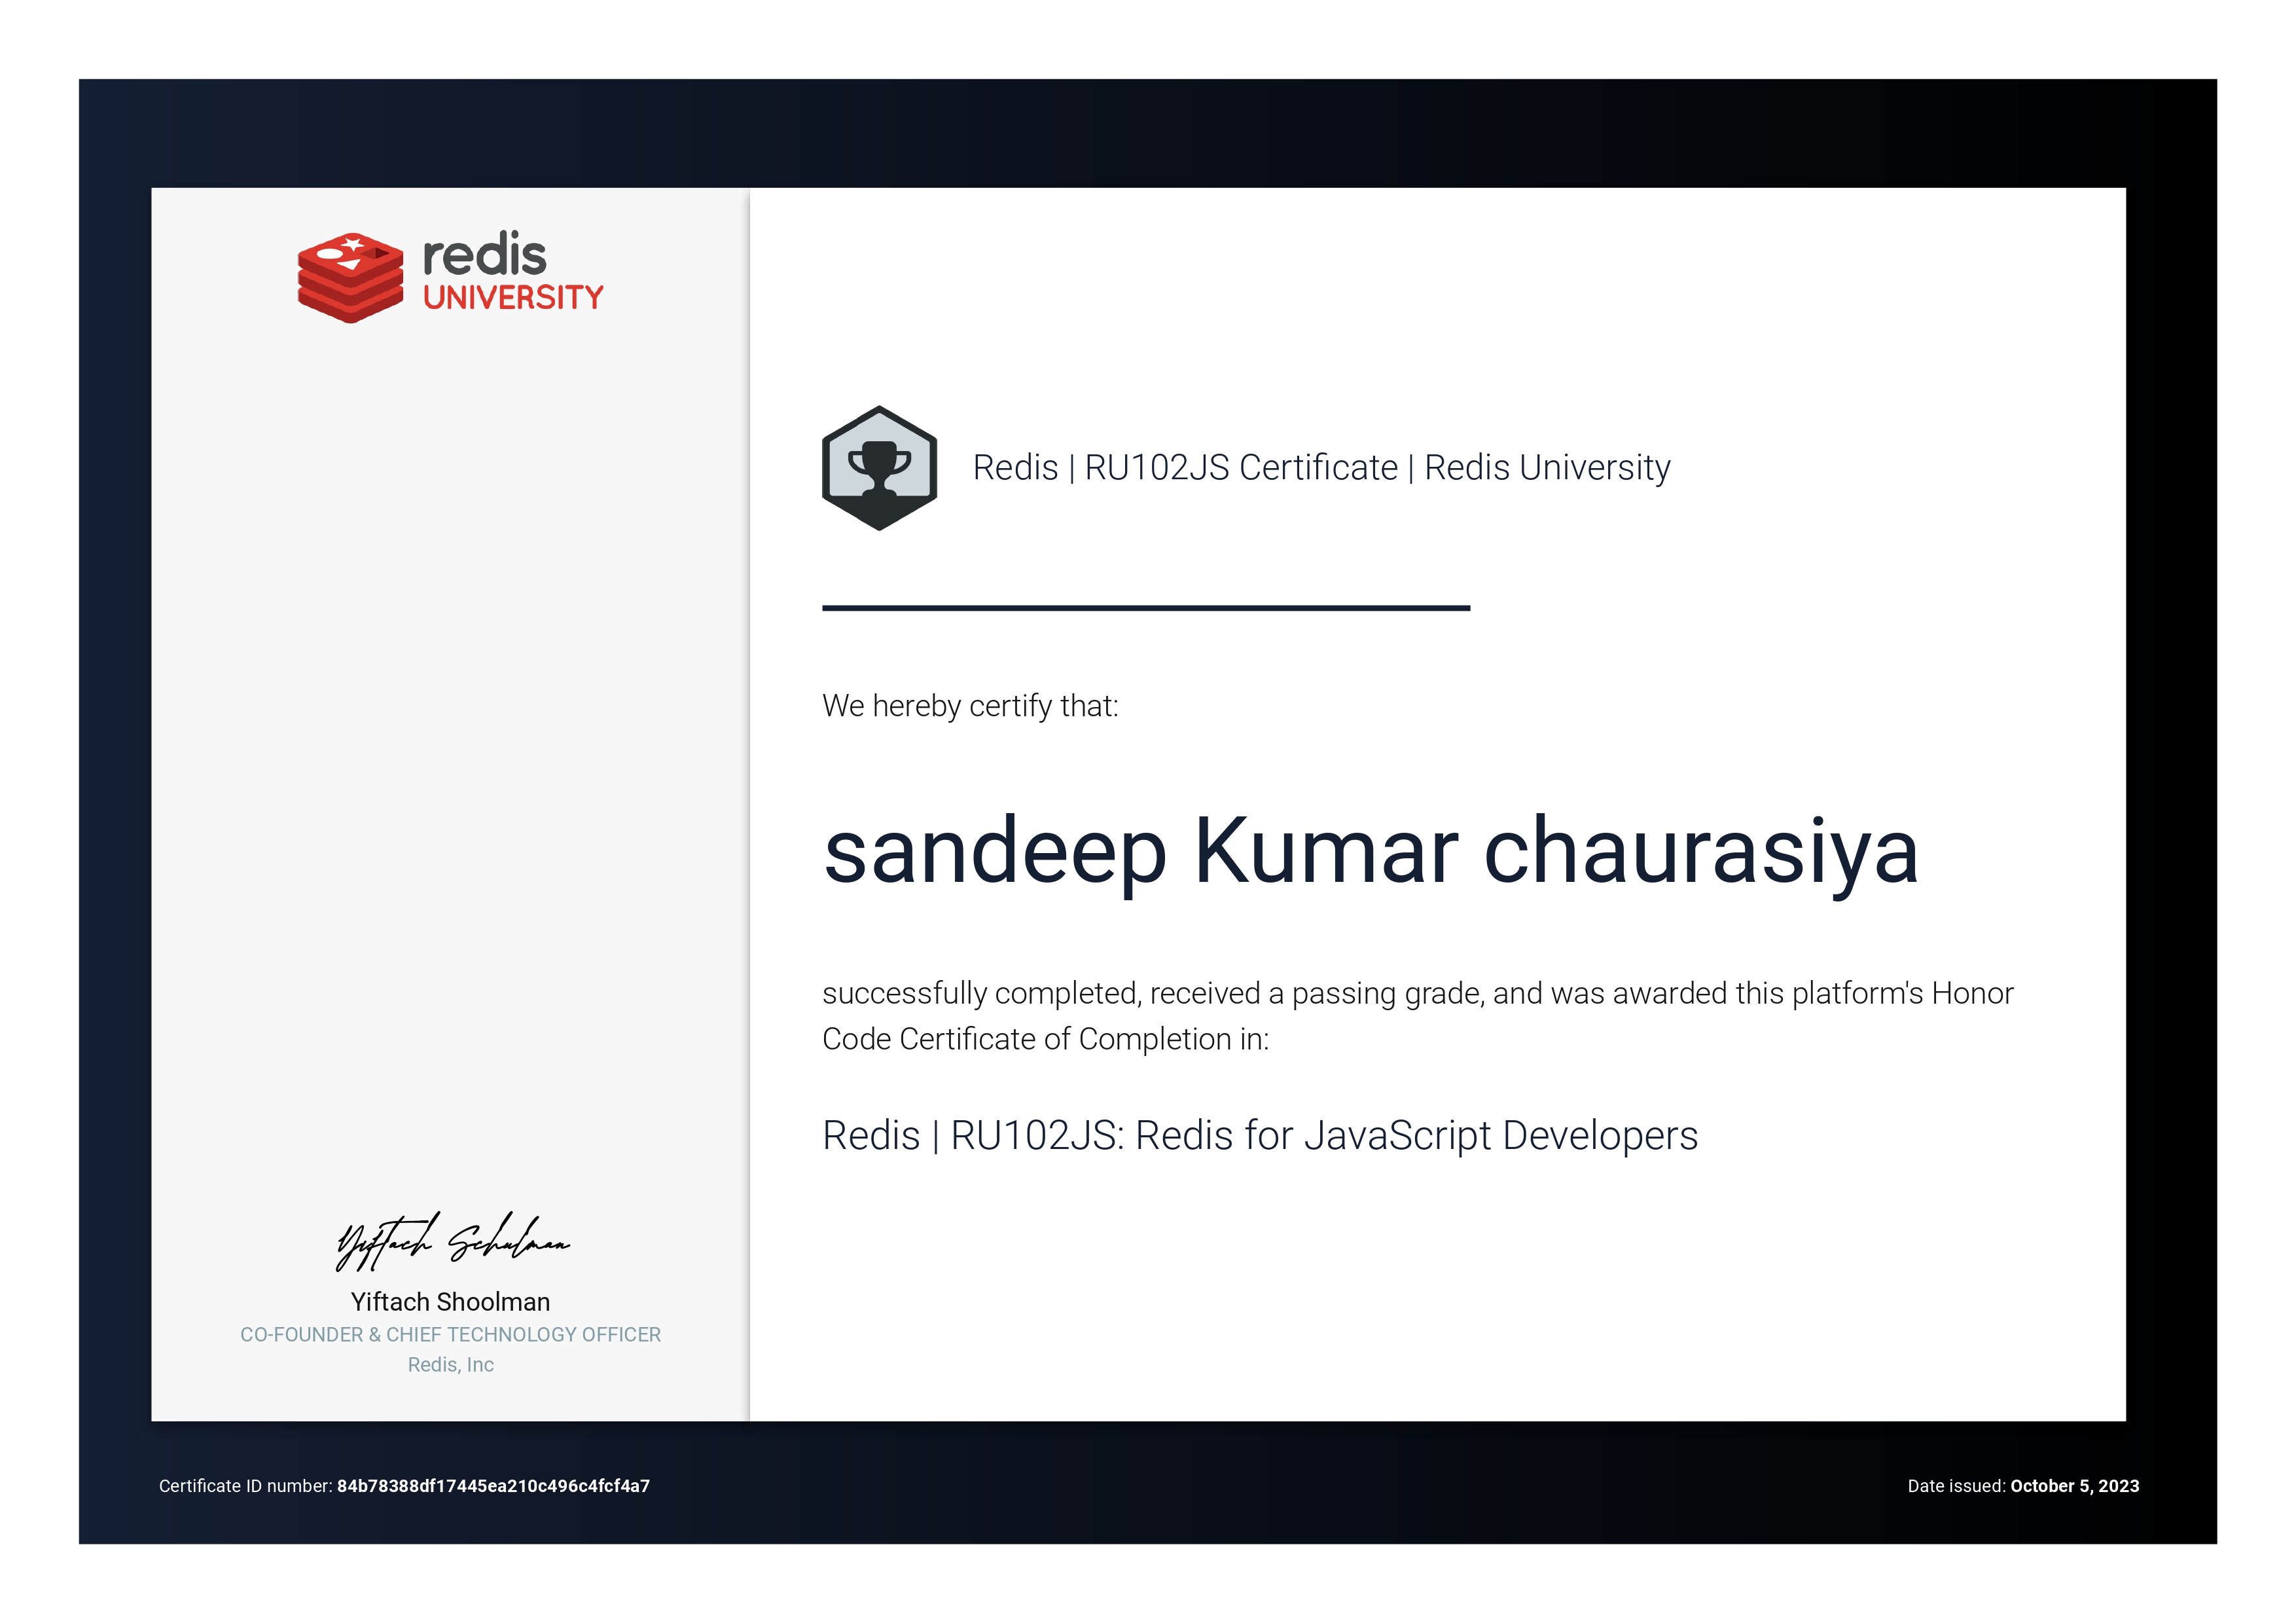 redis
UNIVERSITY
Redis | RU102JS Certificate | Redis University
We hereby certify that:
sandeep Kumar chaurasiya
successfully completed, received a passing grade, and was awarded this platform's Honor
Code Certificate of Completion in:
Redis | RU102JS: Redis for JavaScript Developers
Yiftach Schulman
Yiftach Shoolman
CO-FOUNDER & CHIEF TECHNOLOGY OFFICER
Redis, Inc
Certificate ID number: 84b78388df17445ea210c496c4fcf4a7
Date issued: October 5, 2023